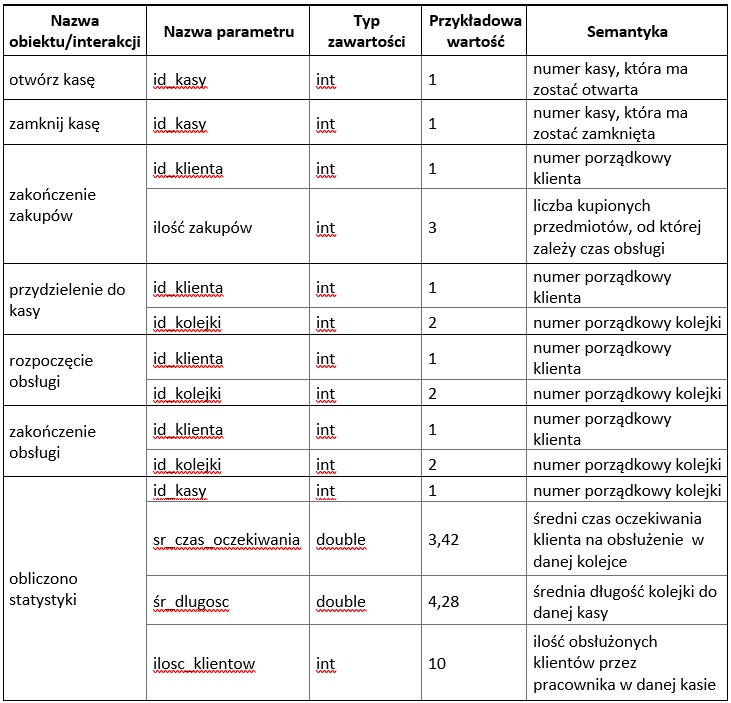 Nazwa obiektu/interakcji Nazwa parametru Typ zawartości Przykładowa wartość Semantyka
otwórz kasę id_kasy int 1 numer kasy, która ma
zostać otwarta
zamknij kasę id_kasy int 1 numer kasy, która ma
zostać zamknięta
zakończenie
zakupów
id_klienta int 1 numer porządkowy
klienta
ilość zakupów int 3 liczba kupionych
przedmiotów, od której
zależy czas obsługi
przydzielenie do
kasy
id_klienta int 1 numer porządkowy
klienta
id_kolejki int 2 numer porządkowy kolejki
rozpoczęcie
obsługi
id_klienta int 1 numer porządkowy
klienta
id_kolejki int 2 numer porządkowy kolejki
zakończenie
obsługi
id_klienta int 1 numer porządkowy
klienta
id_kolejki int 2 numer porządkowy kolejki
obliczono
statystyki
id_kasy int 1 numer porządkowy kolejki
sr_czas_oczekiwania double 3,42 średni czas oczekiwania
klienta na obsłużenie w
danej kolejce
śr_dlugosc double 4,28 średnia długość kolejki do
danej kasy
ilosc_klientow int 10 ilość obsłużonych
klientów przez
pracownika w danej kasie